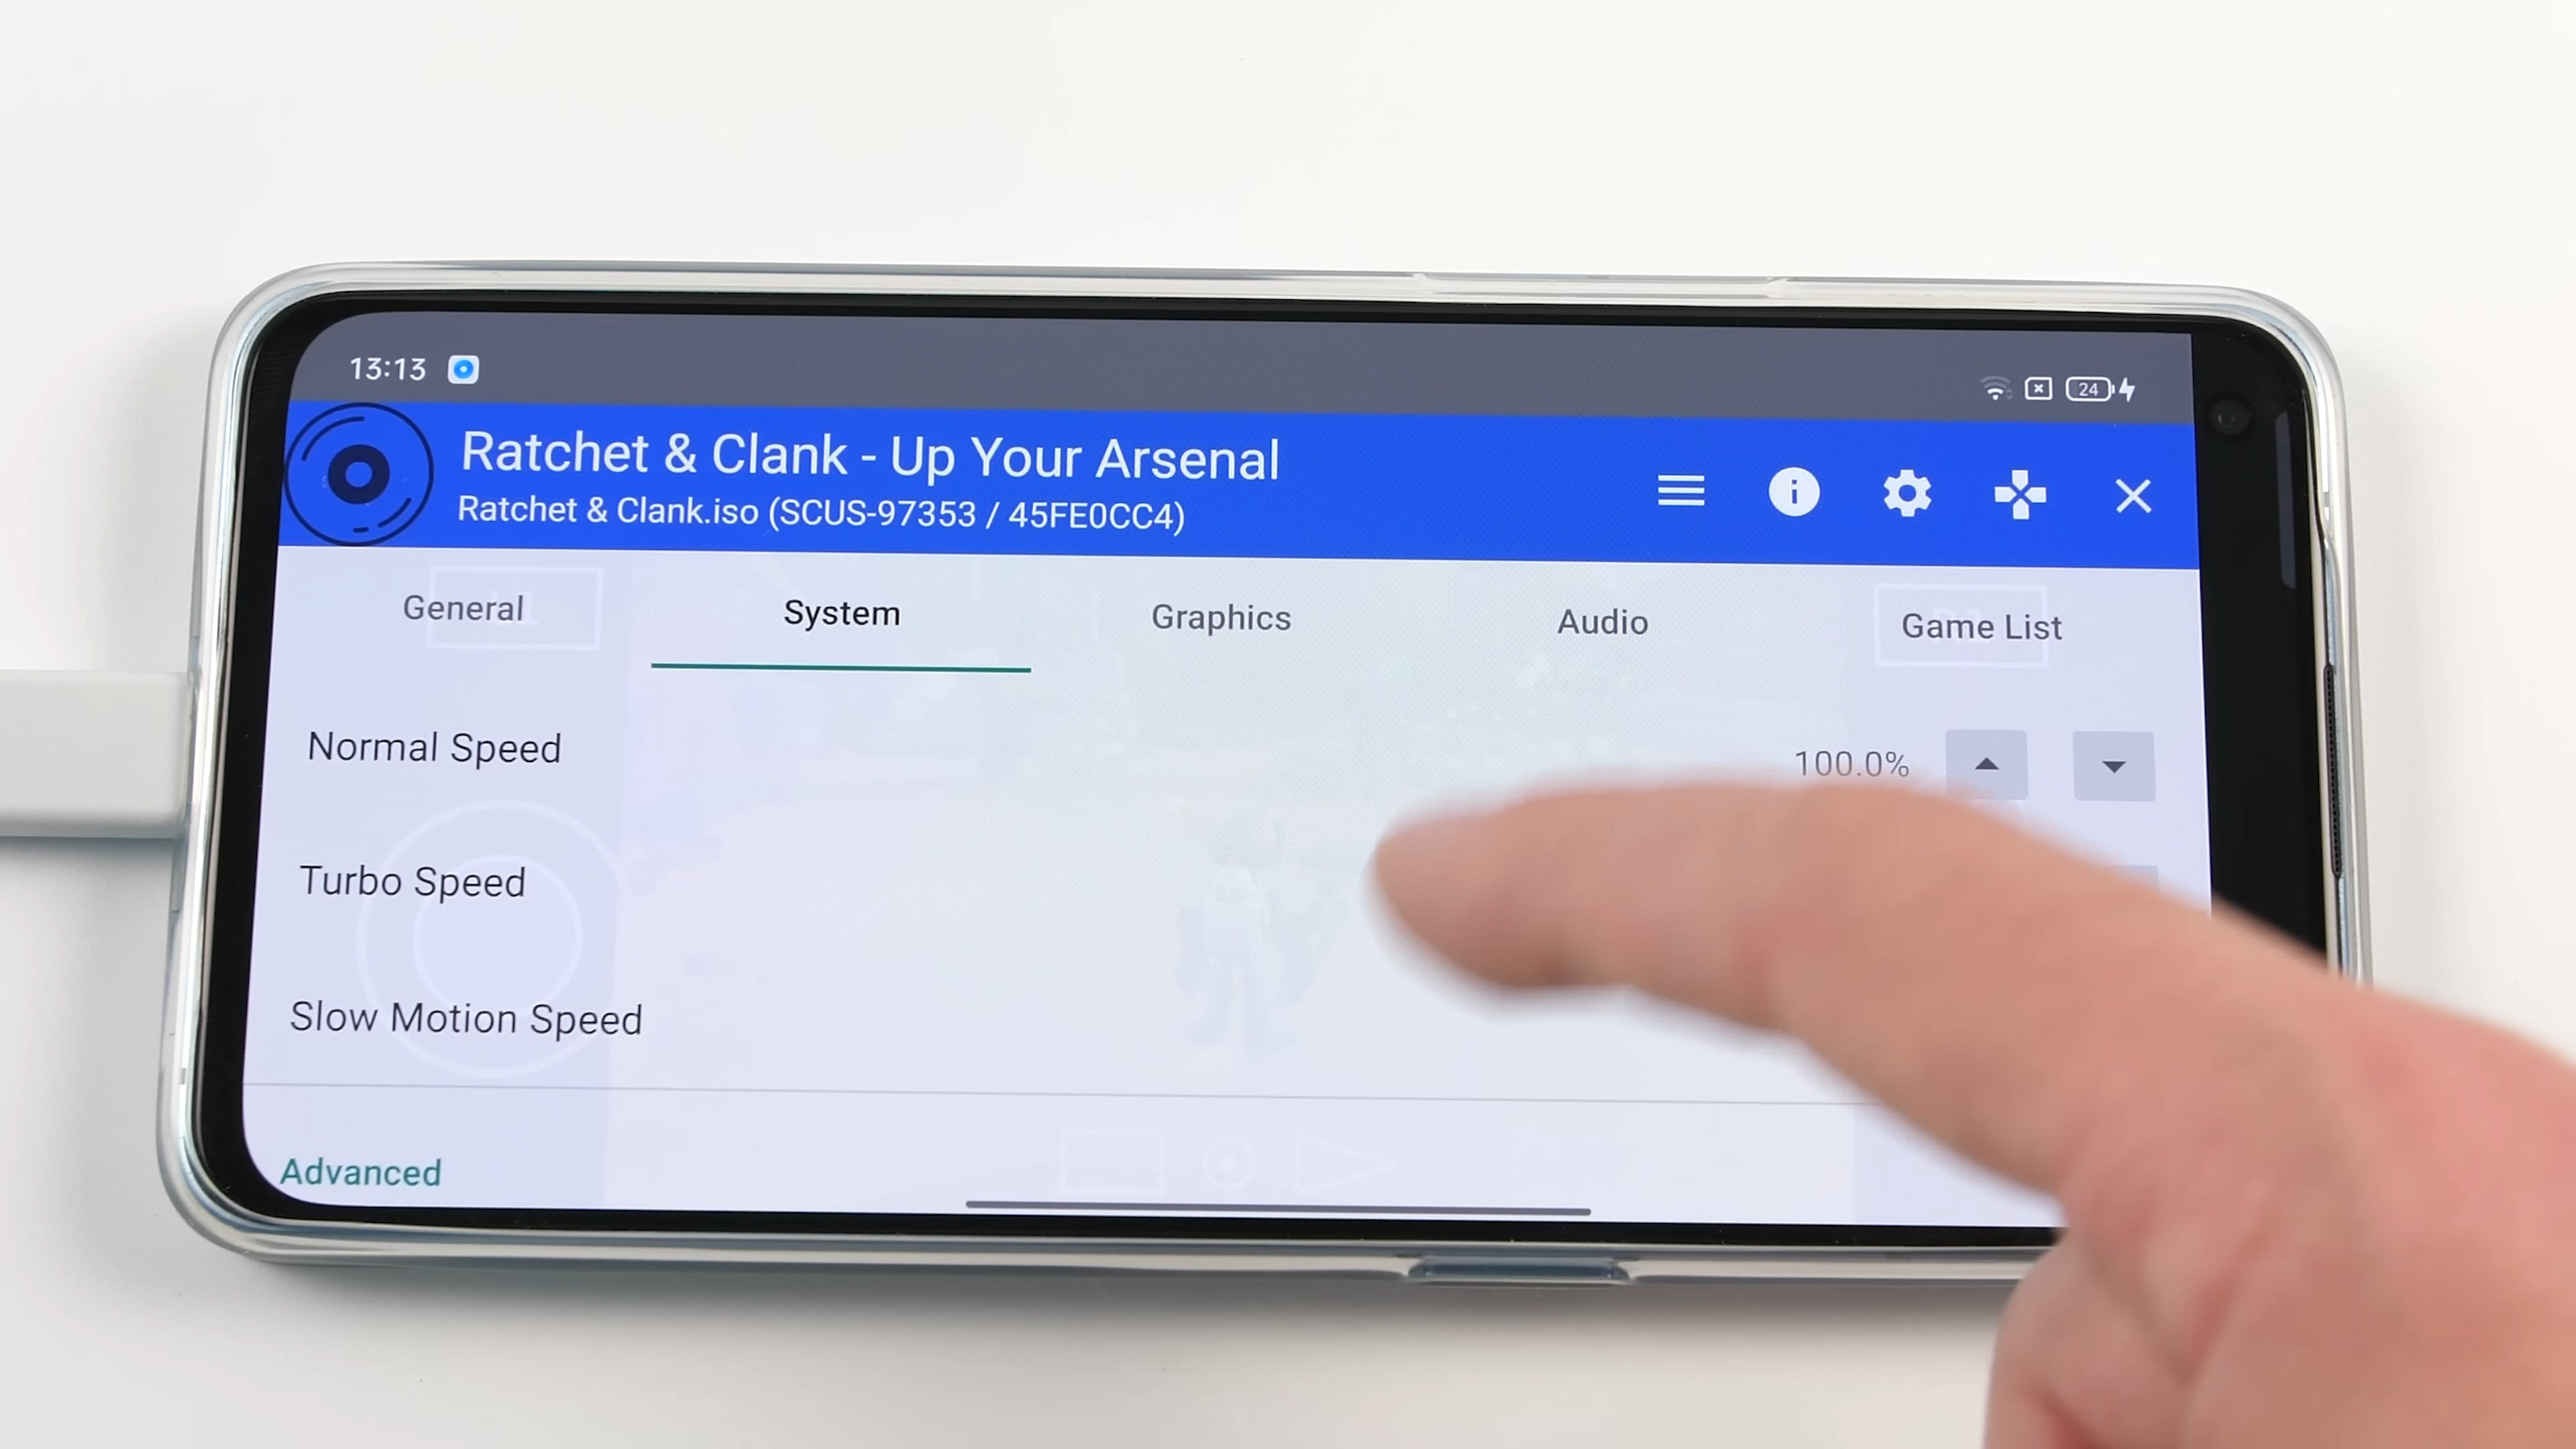 13:13
24
Ratchet & Clank - Up Your Arsenal
Ratchet & Clank.iso (SCUS-97353 / 45FE0CC4)
General
System
Graphics
Audio
Game List
Normal Speed
100.0%
Turbo Speed
Slow Motion Speed
Advanced